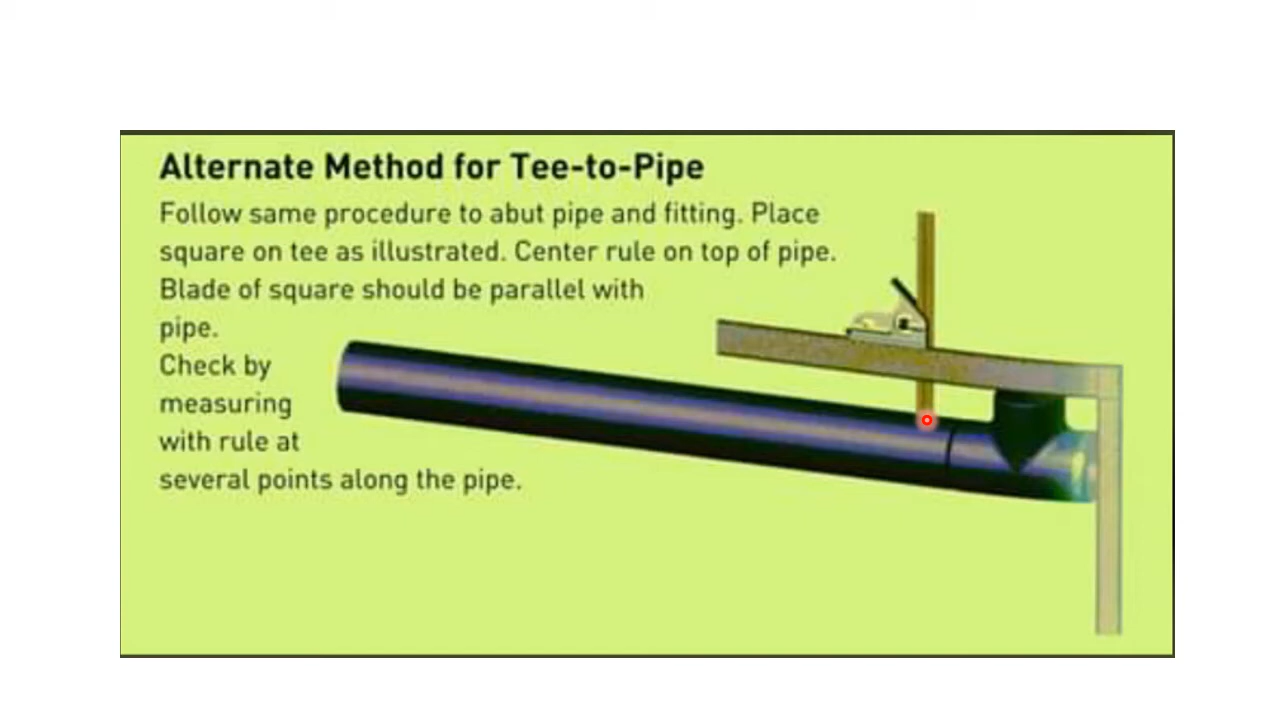 Alternate Method for Tee-to-Pipe
Follow same procedure to abut pipe and fitting. Place
square on tee as illustrated. Center rule on top of pipe.
Blade of square should be parallel with
pipe.
Check by
measuring
with rule at
several points along the pipe.